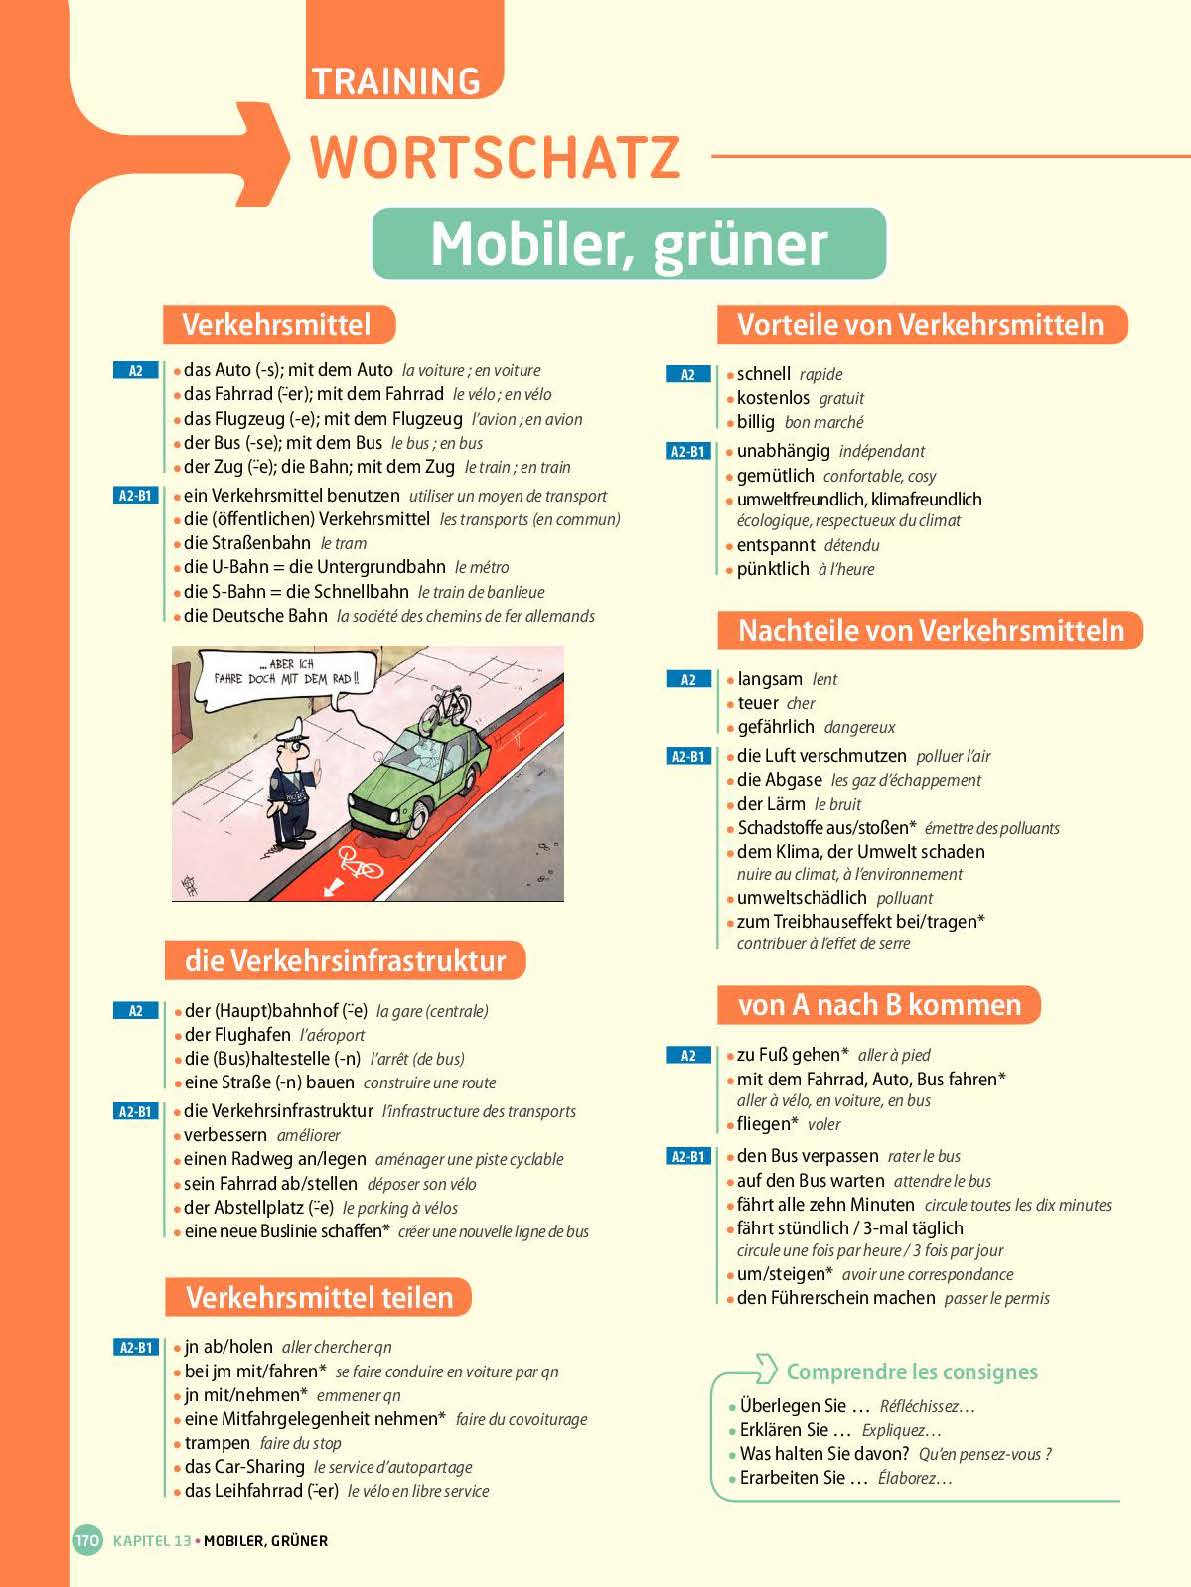 TRAINING
WORTSCHATZ
Mobiler, grüner
Verkehrsmittel
A2
• das Auto (-s); mit dem Auto la voiture ; en voiture
• das Fahrrad (-̈er); mit dem Fahrrad le vélo ; en vélo
• das Flugzeug (-e); mit dem Flugzeug l'avion ; en avion
• der Bus (-se); mit dem Bus le bus ; en bus
• der Zug (-̈e); die Bahn; mit dem Zug le train ; en train
A2-B1
• ein Verkehrsmittel benutzen utiliser un moyen de transport
• die (öffentlichen) Verkehrsmittel les transports (en commun)
• die Straßenbahn le tram
• die U-Bahn = die Untergrundbahn le métro
• die S-Bahn = die Schnellbahn le train de banlieue
• die Deutsche Bahn la société des chemins de fer allemands
... ABER ICH
FAHRE DOCH MIT DEM RAD !!
POLIZEI
die Verkehrsinfrastruktur
A2
• der (Haupt)bahnhof (-̈e) la gare (centrale)
• der Flughafen l'aéroport
• die (Bus)haltestelle (-n) l'arrêt (de bus)
• eine Straße (-n) bauen construire une route
A2-B1
• die Verkehrsinfrastruktur l'infrastructure des transports
• verbessern améliorer
• einen Radweg an/legen aménager une piste cyclable
• sein Fahrrad ab/stellen déposer son vélo
• der Abstellplatz (-̈e) le parking à vélos
• eine neue Buslinie schaffen* créer une nouvelle ligne de bus
Verkehrsmittel teilen
A2-B1
• jn ab/holen aller chercher qn
• bei jm mit/fahren* se faire conduire en voiture par qn
• jn mit/nehmen* emmener qn
• eine Mitfahrgelegenheit nehmen* faire du covoiturage
• trampen faire du stop
• das Car-Sharing le service d'autopartage
• das Leihfahrrad (-̈er) le vélo en libre service
Vorteile von Verkehrsmitteln
A2
• schnell rapide
• kostenlos gratuit
• billig bon marché
A2-B1
• unabhängig indépendant
• gemütlich confortable, cosy
• umweltfreundlich, klimafreundlich
écologique, respectueux du climat
• entspannt détendu
• pünktlich à l'heure
Nachteile von Verkehrsmitteln
A2
• langsam lent
• teuer cher
• gefährlich dangereux
A2-B1
• die Luft verschmutzen polluer l'air
• die Abgase les gaz d'échappement
• der Lärm le bruit
• Schadstoffe aus/stoßen* émettre des polluants
• dem Klima, der Umwelt schaden
nuire au climat, à l'environnement
• umweltschädlich polluant
• zum Treibhauseffekt bei/tragen*
contribuer à l'effet de serre
von A nach B kommen
A2
• zu Fuß gehen* aller à pied
• mit dem Fahrrad, Auto, Bus fahren*
aller à vélo, en voiture, en bus
• fliegen* voler
A2-B1
• den Bus verpassen rater le bus
• auf den Bus warten attendre le bus
• fährt alle zehn Minuten circule toutes les dix minutes
• fährt stündlich / 3-mal täglich
circule une fois par heure / 3 fois par jour
• um/steigen* avoir une correspondance
• den Führerschein machen passer le permis
Comprendre les consignes
• Überlegen Sie … Réfléchissez…
• Erklären Sie … Expliquez…
• Was halten Sie davon? Qu'en pensez-vous ?
• Erarbeiten Sie … Élaborez…
170 KAPITEL 13 • MOBILER, GRÜNER